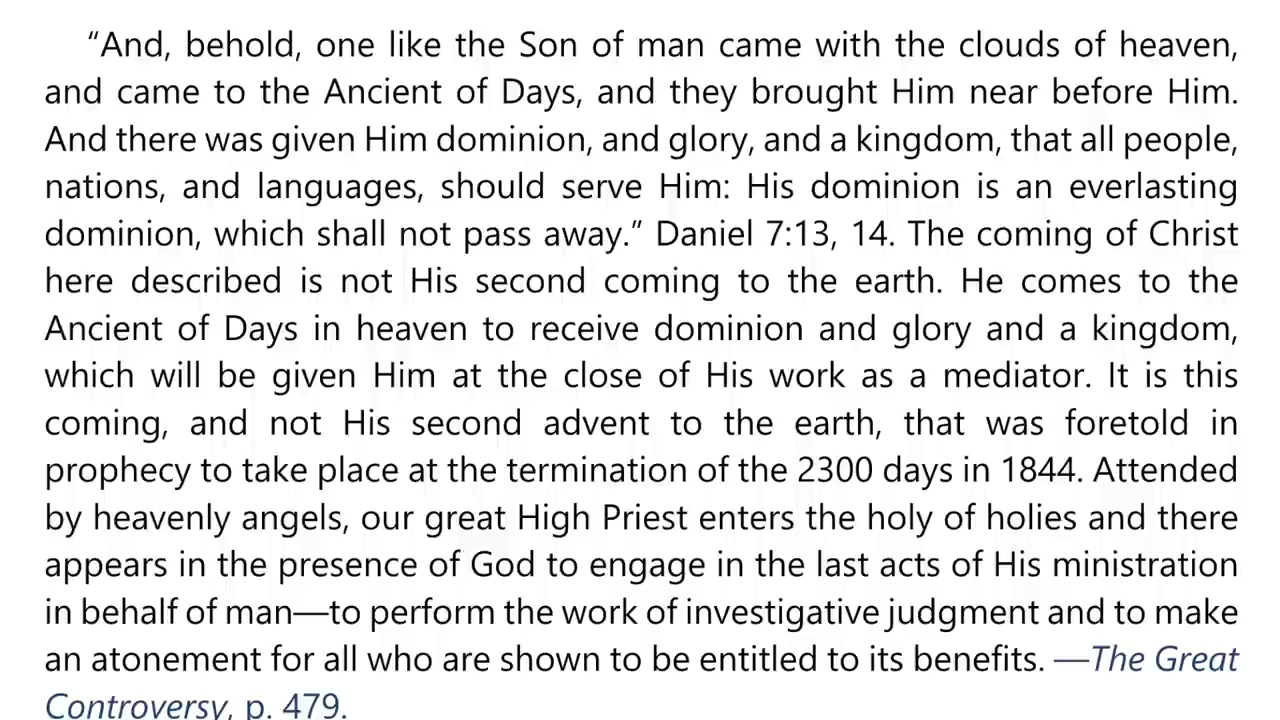 “And, behold, one like the Son of man came with the clouds of heaven,
and came to the Ancient of Days, and they brought Him near before Him.
And there was given Him dominion, and glory, and a kingdom, that all people,
nations, and languages, should serve Him: His dominion is an everlasting
dominion, which shall not pass away.” Daniel 7:13, 14. The coming of Christ
here described is not His second coming to the earth. He comes to the
Ancient of Days in heaven to receive dominion and glory and a kingdom,
which will be given Him at the close of His work as a mediator. It is this
coming, and not His second advent to the earth, that was foretold in
prophecy to take place at the termination of the 2300 days in 1844. Attended
by heavenly angels, our great High Priest enters the holy of holies and there
appears in the presence of God to engage in the last acts of His ministration
in behalf of man—to perform the work of investigative judgment and to make
an atonement for all who are shown to be entitled to its benefits. —The Great
Controversy, p. 479.